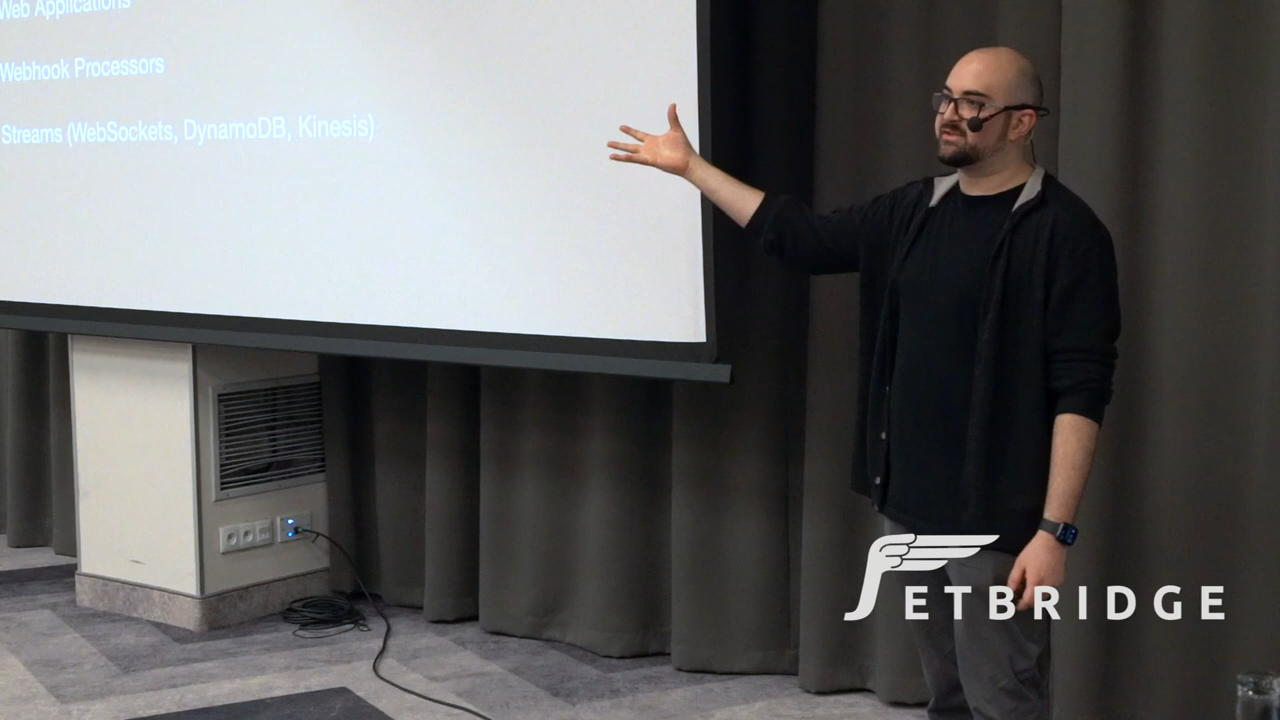 Web Applications
Webhook Processors
Streams (WebSockets, DynamoDB, Kinesis)
JETBRIDGE